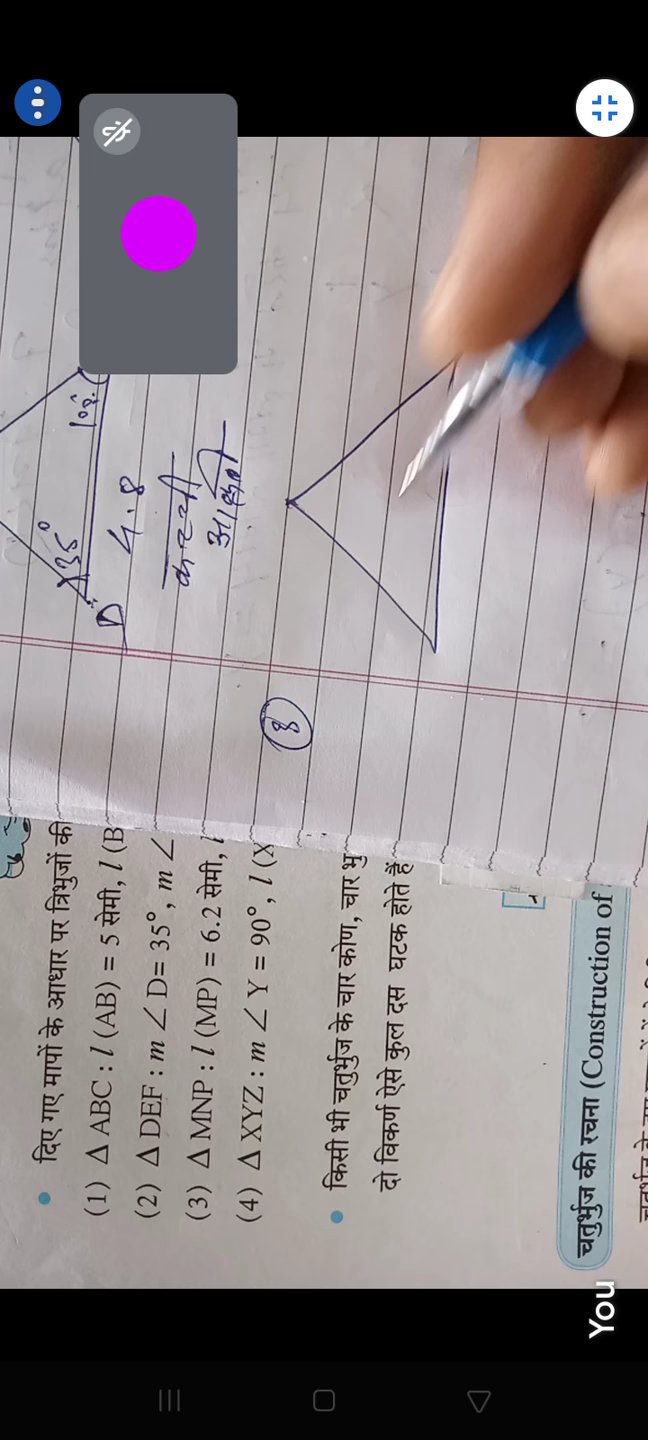 35°
D
4.8
कच्ची
आकृती
3
• दिए गए मापों के आधार पर त्रिभुजों की
(1) Δ ABC : l (AB) = 5 सेमी, l (B
(2) Δ DEF : m ∠ D= 35°, m ∠
(3) Δ MNP : l (MP) = 6.2 सेमी, l
(4) Δ XYZ : m ∠ Y = 90°, l (X
• किसी भी चतुर्भुज के चार कोण, चार भु
दो विकर्ण ऐसे कुल दस घटक होते हैं
चतुर्भुज की रचना (Construction of
You